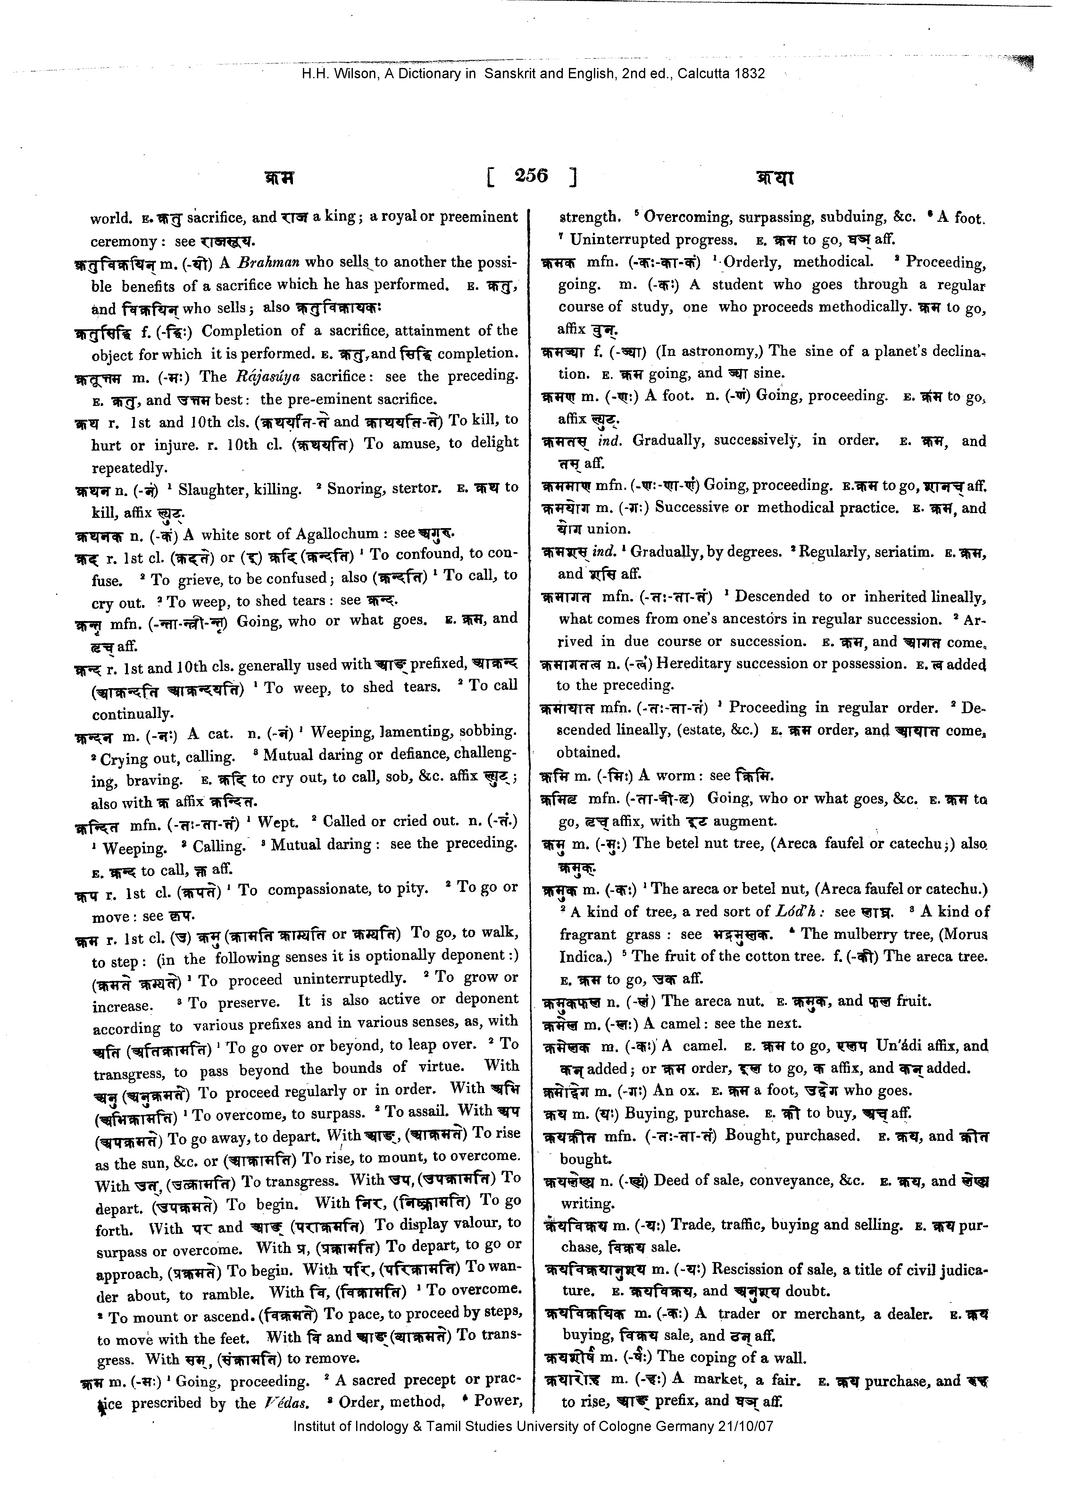 H.H. Wilson, A Dictionary in Sanskrit and English, 2nd ed., Calcutta 1832
क्रम [ 256 ] क्रया
world. E. क्रतु sacrifice, and राज a king; a royal or preeminent
ceremony: see राजसूय.
क्रतुविक्रयिन् m. (-यी) A Brahman who sells to another the possi-
ble benefits of a sacrifice which he has performed. E. क्रतु,
and विक्रयिन् who sells; also क्रतुविक्रायकः
क्रतुसिद्धि f. (-द्धिः) Completion of a sacrifice, attainment of the
object for which it is performed. E. क्रतु, and सिद्धि completion.
क्रतूत्तम m. (-मः) The Rájasúya sacrifice: see the preceding.
E. क्रतु, and उत्तम best: the pre-eminent sacrifice.
क्रथ r. 1st and 10th cls. (क्रथयति-ते and क्राथयति-ते) To kill, to
hurt or injure. r. 10th cl. (क्रथयति) To amuse, to delight
repeatedly.
क्रथन n. (-नं) ¹ Slaughter, killing. ² Snoring, stertor. E. क्रथ to
kill, affix ल्युट्.
क्रथनक n. (-कं) A white sort of Agallochum: see अगुरु.
क्रद r. 1st cl. (क्रदते) or (इ) क्रदि (क्रन्दति) ¹ To confound, to con-
fuse. ² To grieve, to be confused; also (क्रन्दति) ¹ To call, to
cry out. ² To weep, to shed tears: see क्रन्द.
क्रन्तृ mfn. (-न्ता-न्त्री-न्तृ) Going, who or what goes. E. क्रम, and
तृच् aff.
क्रन्द r. 1st and 10th cls. generally used with आङ् prefixed, आक्रन्द
(आक्रन्दति आक्रन्दयति) ¹ To weep, to shed tears. ² To call
continually.
क्रन्दन m. (-नः) A cat. n. (-नं) ¹ Weeping, lamenting, sobbing.
² Crying out, calling. ³ Mutual daring or defiance, challeng-
ing, braving. E. क्रदि to cry out, to call, sob, &c. affix ल्युट्;
also with क्त affix क्रन्दित.
क्रन्दित mfn. (-तः-ता-तं) ¹ Wept. ² Called or cried out. n. (-तं.)
¹ Weeping. ² Calling. ³ Mutual daring: see the preceding.
E. क्रन्द to call, क्त aff.
क्रप r. 1st cl. (क्रपते) ¹ To compassionate, to pity. ² To go or
move: see कृप.
क्रम r. 1st cl. (उ) क्रमु (क्रामति क्राम्यति or क्रम्यति) To go, to walk,
to step: (in the following senses it is optionally deponent:)
(क्रमते क्रम्यते) ¹ To proceed uninterruptedly. ² To grow or
increase. ³ To preserve. It is also active or deponent
according to various prefixes and in various senses, as, with
अति (अतिक्रामति) ¹ To go over or beyond, to leap over. ² To
transgress, to pass beyond the bounds of virtue. With
अनु (अनुक्रमते) To proceed regularly or in order. With अभि
(अभिक्रामति) ¹ To overcome, to surpass. ² To assail. With अप
(अपक्रमते) To go away, to depart. With आङ्, (आक्रमते) To rise
as the sun, &c. or (आक्रामति) To rise, to mount, to overcome.
With उत्, (उत्क्रामति) To transgress. With उप, (उपक्रामति) To
depart. (उपक्रमते) To begin. With निर्, (निष्क्रामति) To go
forth. With पर and आङ् (पराक्रमति) To display valour, to
surpass or overcome. With प्र, (प्रक्रामति) To depart, to go or
approach, (प्रक्रमते) To begin. With परि, (परिक्रामति) To wan-
der about, to ramble. With वि, (विक्रामति) ¹ To overcome.
² To mount or ascend. (विक्रमते) To pace, to proceed by steps,
to move with the feet. With वि and आङ् (व्याक्रमते) To trans-
gress. With सम्, (संक्रामति) to remove.
क्रम m. (-मः) ¹ Going, proceeding. ² A sacred precept or prac-
tice prescribed by the Védas. ³ Order, method. ⁴ Power,
strength. ⁵ Overcoming, surpassing, subduing, &c. ⁶ A foot.
⁷ Uninterrupted progress. E. क्रम to go, घञ् aff.
क्रमक mfn. (-कः-का-कं) ¹ Orderly, methodical. ² Proceeding,
going. m. (-कः) A student who goes through a regular
course of study, one who proceeds methodically. क्रम to go,
affix वुन्.
क्रमज्या f. (-ज्या) (In astronomy,) The sine of a planet's declina-
tion. E. क्रम going, and ज्या sine.
क्रमण m. (-णः) A foot. n. (-णं) Going, proceeding. E. क्रम to go,
affix ल्युट्.
क्रमतस् ind. Gradually, successively, in order. E. क्रम, and
तस् aff.
क्रममाण mfn. (-णः-णा-णं) Going, proceeding. E. क्रम to go, शानच् aff.
क्रमयोग m. (-गः) Successive or methodical practice. E. क्रम, and
योग union.
क्रमशस् ind. ¹ Gradually, by degrees. ² Regularly, seriatim. E. क्रम,
and शसि aff.
क्रमागत mfn. (-तः-ता-तं) ¹ Descended to or inherited lineally,
what comes from one's ancestors in regular succession. ² Ar-
rived in due course or succession. E. क्रम, and आगत come.
क्रमागतत्व n. (-त्वं) Hereditary succession or possession. E. त्व added
to the preceding.
क्रमायात mfn. (-तः-ता-तं) ¹ Proceeding in regular order. ² De-
scended lineally, (estate, &c.) E. क्रम order, and आयात come,
obtained.
क्रमि m. (-मिः) A worm: see क्रिमि.
क्रमितृ mfn. (-ता-त्री-तृ) Going, who or what goes, &c. E. क्रम to
go, तृच् affix, with इट augment.
क्रमु m. (-मुः) The betel nut tree, (Areca faufel or catechu;) also
क्रमुक.
क्रमुक m. (-कः) ¹ The areca or betel nut, (Areca faufel or catechu.)
² A kind of tree, a red sort of Lód'h: see लोध्र. ³ A kind of
fragrant grass: see भद्रमुस्तक. ⁴ The mulberry tree, (Morus
Indica.) ⁵ The fruit of the cotton tree. f. (-की) The areca tree.
E. क्रम to go, उक aff.
क्रमुकफल n. (-लं) The areca nut. E. क्रमुक, and फल fruit.
क्रमेल m. (-लः) A camel: see the next.
क्रमेलक m. (-कः) A camel. E. क्रम to go, एलप Un'ádi affix, and
कन् added; or क्रम order, इल to go, क affix, and कन् added.
क्रमोद्वेग m. (-गः) An ox. E. क्रम a foot, उद्वेग who goes.
क्रय m. (यः) Buying, purchase. E. क्री to buy, अच् aff.
क्रयक्रीत mfn. (-तः-ता-तं) Bought, purchased. E. क्रय, and क्रीत
bought.
क्रयलेख्य n. (-ख्यं) Deed of sale, conveyance, &c. E. क्रय, and लेख्य
writing.
क्रयविक्रय m. (-यः) Trade, traffic, buying and selling. E. क्रय pur-
chase, विक्रय sale.
क्रयविक्रयानुशय m. (-यः) Rescission of sale, a title of civil judica-
ture. E. क्रयविक्रय, and अनुशय doubt.
क्रयविक्रयिक m. (-कः) A trader or merchant, a dealer. E. क्रय
buying, विक्रय sale, and ठन् aff.
क्रयशीर्ष m. (-र्षः) The coping of a wall.
क्रयारोह m. (-हः) A market, a fair. E. क्रय purchase, and रुह
to rise, आङ् prefix, and घञ् aff.
Institut of Indology & Tamil Studies University of Cologne Germany 21/10/07